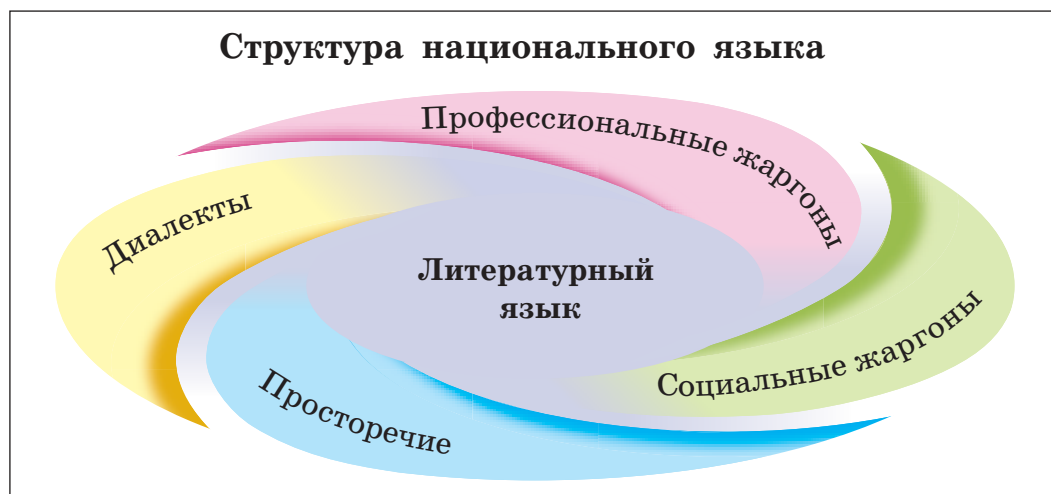 Структура национального языка
Профессиональные жаргоны
Диалекты
Литературный
язык
Социальные жаргоны
Просторечие